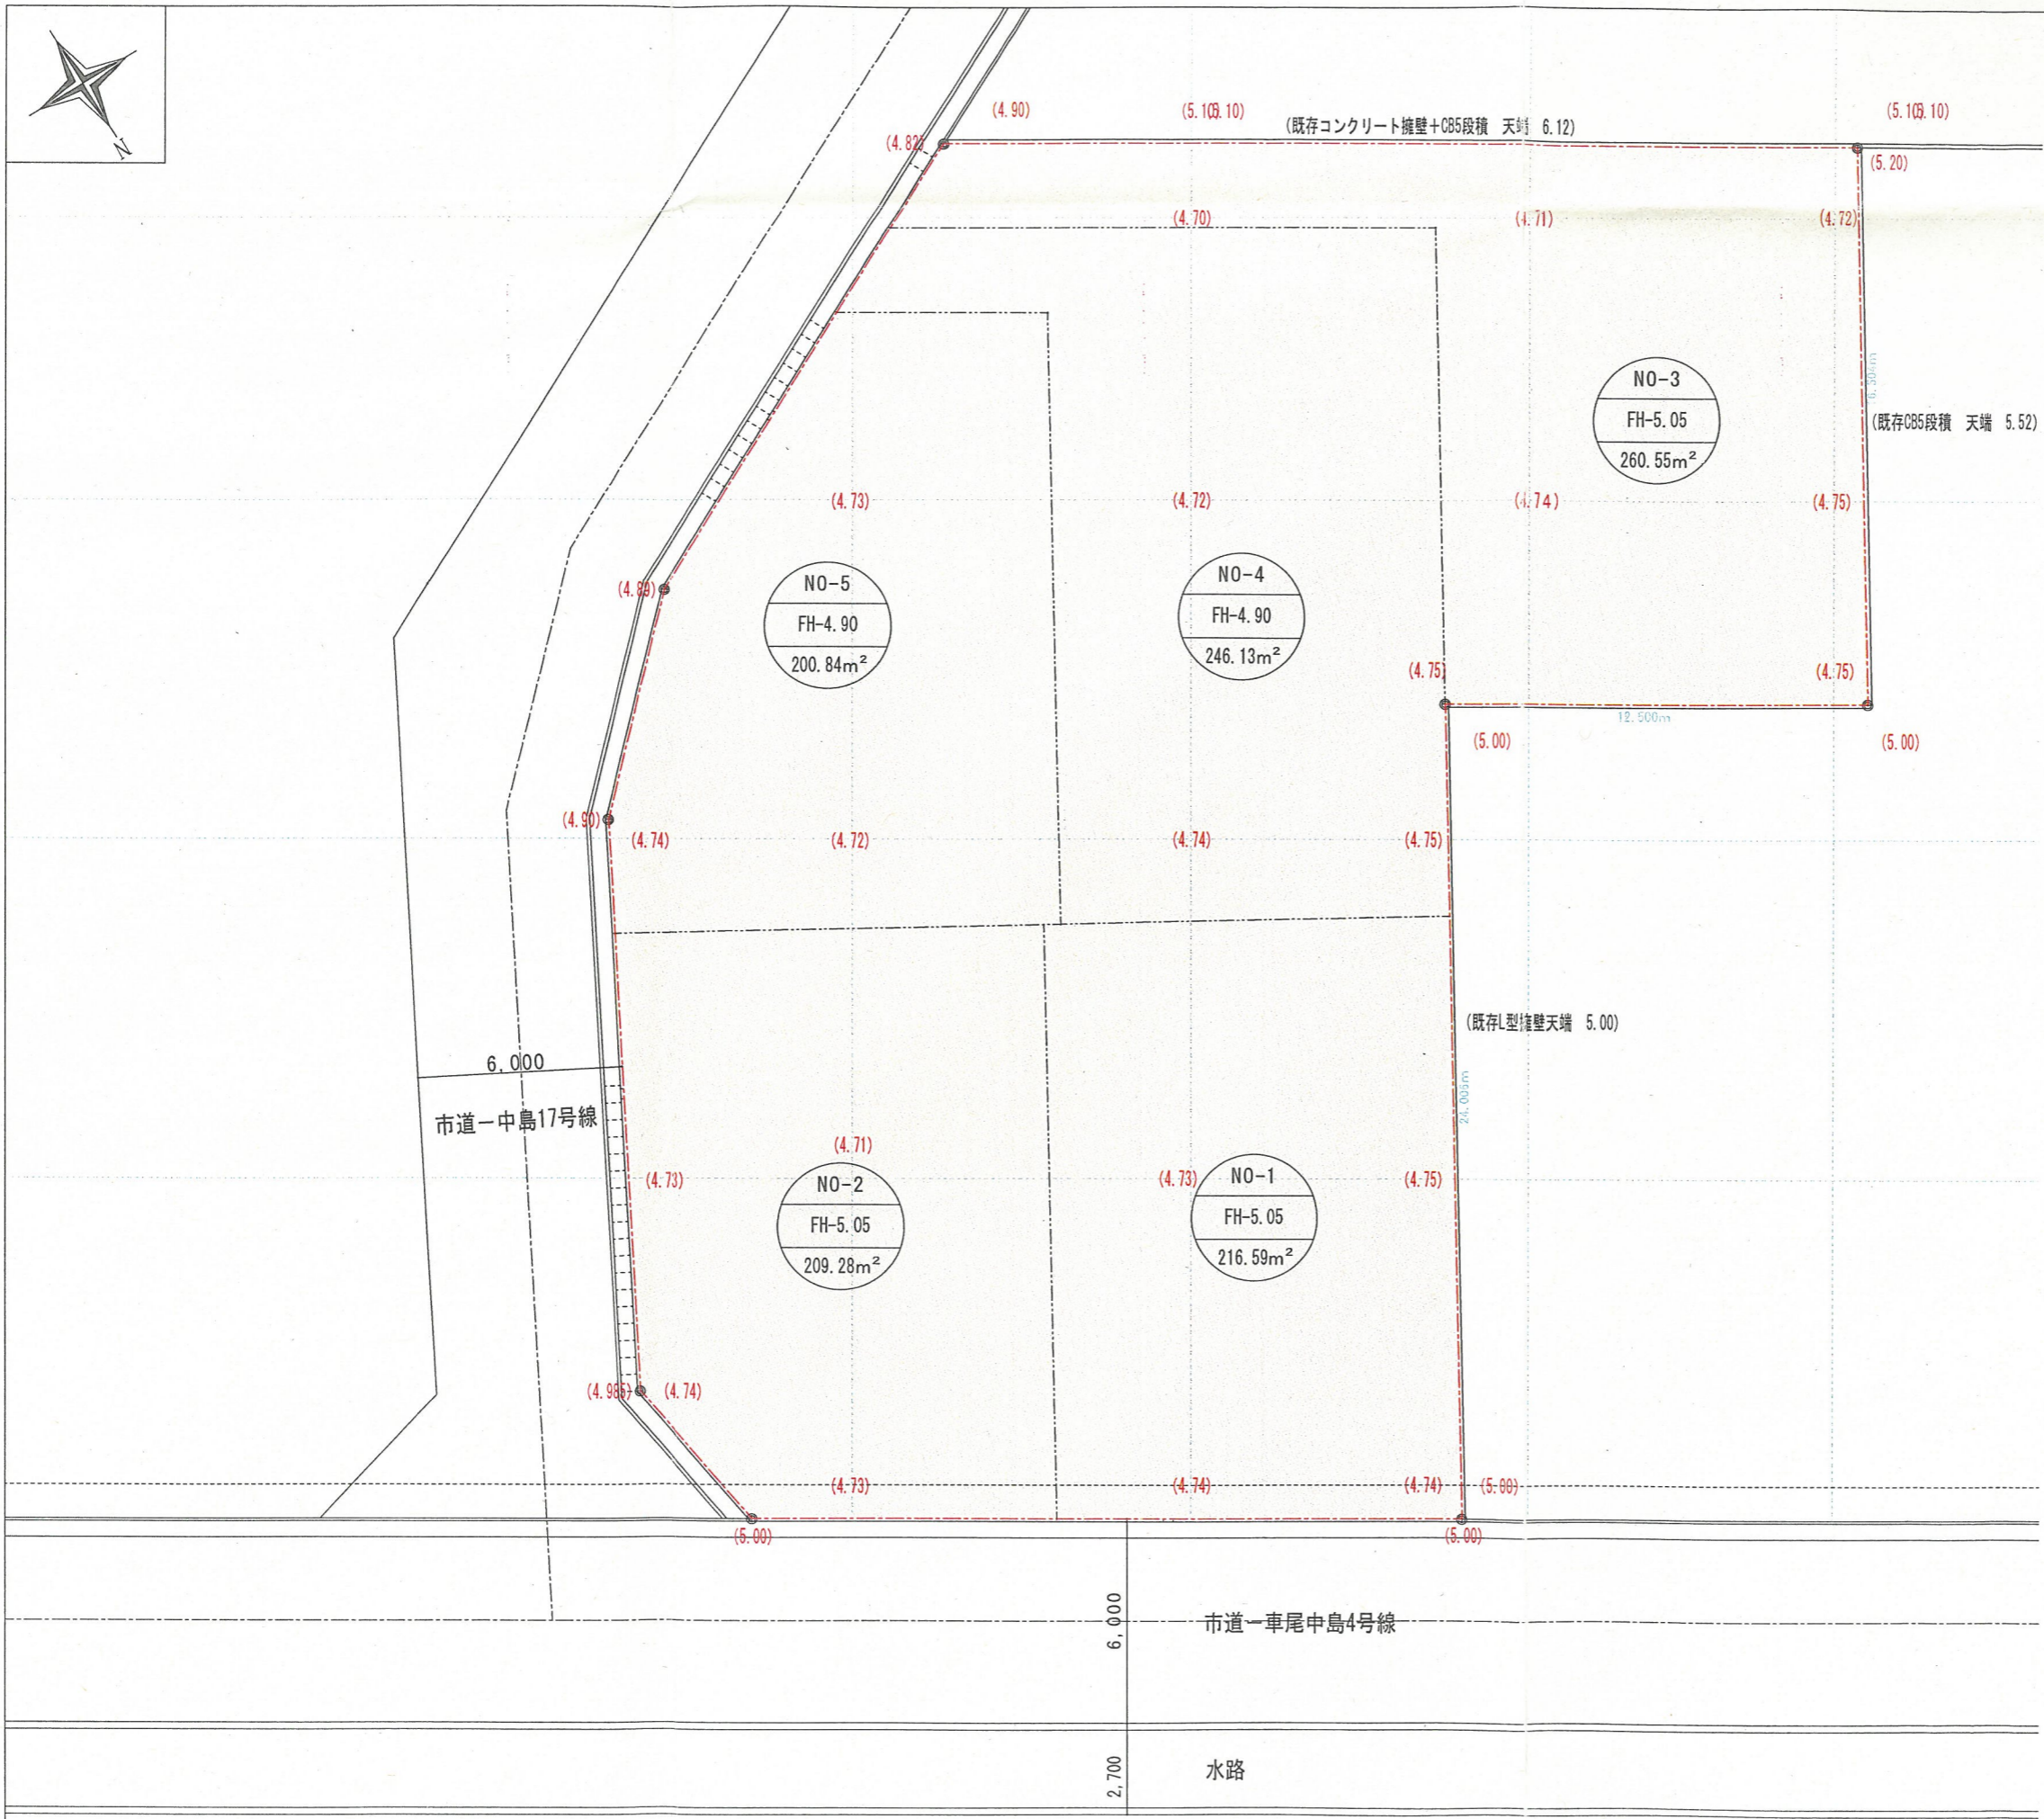 N
(4.90)
(5.10)
(5.10)
(既存コンクリート擁壁+CB5段積 天端 6.12)
(4.82)
(5.20)
(4.70)
(4.71)
(4.72)
NO-3
FH-5.05
260.55m²
(既存CB5段積 天端 5.52)
(4.73)
(4.72)
(4.74)
(4.75)
NO-5
FH-4.90
200.84m²
NO-4
FH-4.90
246.13m²
(4.89)
(4.75)
(4.75)
12.500m
(5.00)
(5.00)
(4.90)
(4.74)
(4.72)
(4.74)
(4.75)
(既存L型擁壁天端 5.00)
24.006m
6,000
市道一中島17号線
(4.71)
(4.73)
(4.73)
(4.75)
NO-2
FH-5.05
209.28m²
NO-1
FH-5.05
216.59m²
(4.985)
(4.74)
(4.73)
(4.74)
(4.74)
(5.00)
(5.00)
(5.00)
6,000
市道一車尾中島4号線
2,700
水路